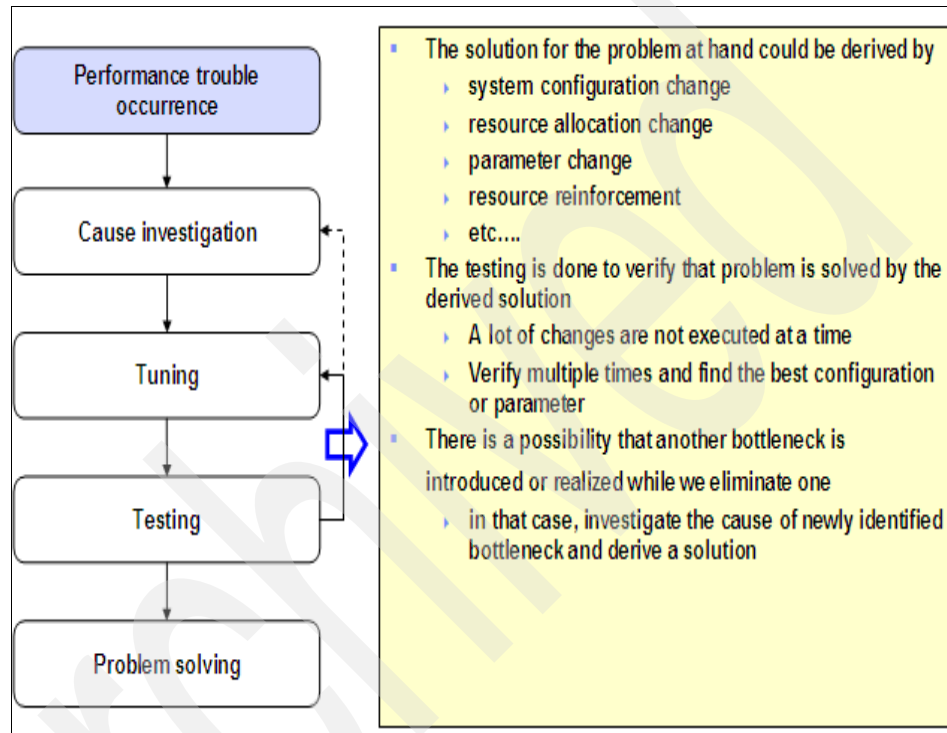 Performance trouble
occurrence
Cause investigation
Tuning
Testing
Problem solving
The solution for the problem at hand could be derived by
system configuration change
resource allocation change
parameter change
resource reinforcement
etc....
The testing is done to verify that problem is solved by the
derived solution
A lot of changes are not executed at a time
Verify multiple times and find the best configuration
or parameter
There is a possibility that another bottleneck is
introduced or realized while we eliminate one
in that case, investigate the cause of newly identified
bottleneck and derive a solution